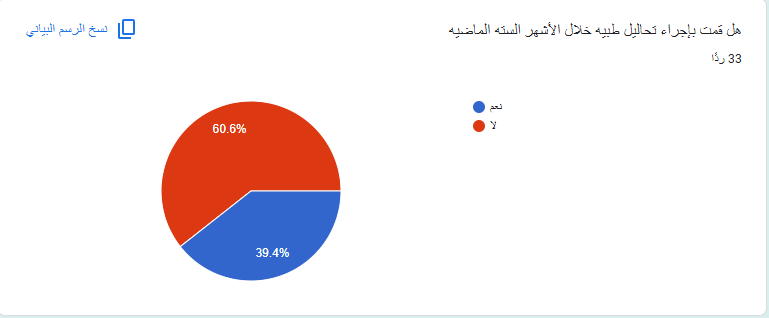 هل قمت بإجراء تحاليل طبيه خلال الأشهر السته الماضيه
نسخ الرسم البياني
33 ردًا
نعم
لا
60.6%
39.4%